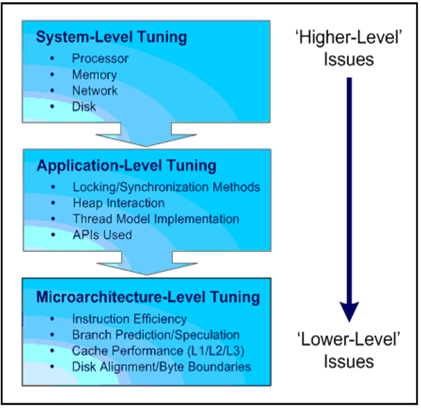 System-Level Tuning
• Processor
• Memory
• Network
• Disk
Application-Level Tuning
• Locking/Synchronization Methods
• Heap Interaction
• Thread Model Implementation
• APIs Used
Microarchitecture-Level Tuning
• Instruction Efficiency
• Branch Prediction/Speculation
• Cache Performance (L1/L2/L3)
• Disk Alignment/Byte Boundaries
‘Higher-Level’
Issues
‘Lower-Level’
Issues